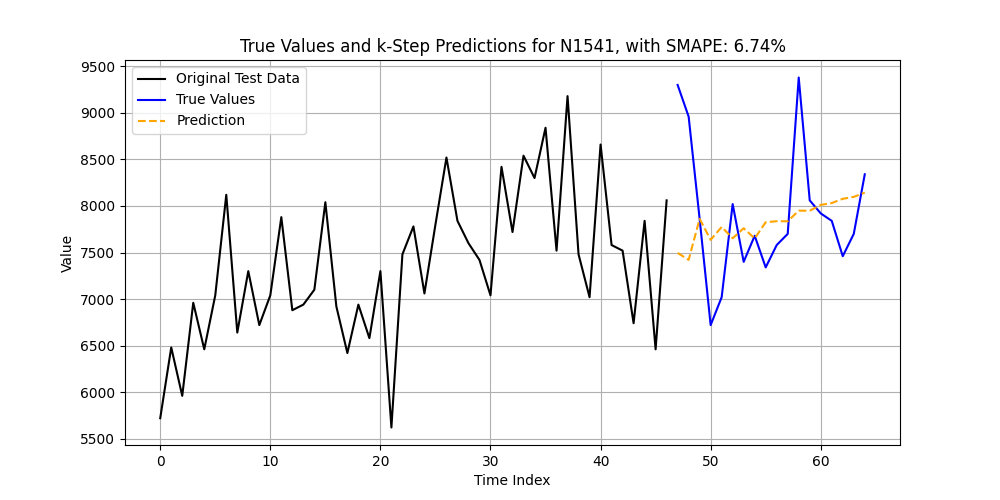 True Values and k-Step Predictions for N1541, with SMAPE: 6.74%
Original Test Data
True Values
Prediction
Value
9500
9000
8500
8000
7500
7000
6500
6000
5500
0 10 20 30 40 50 60
Time Index